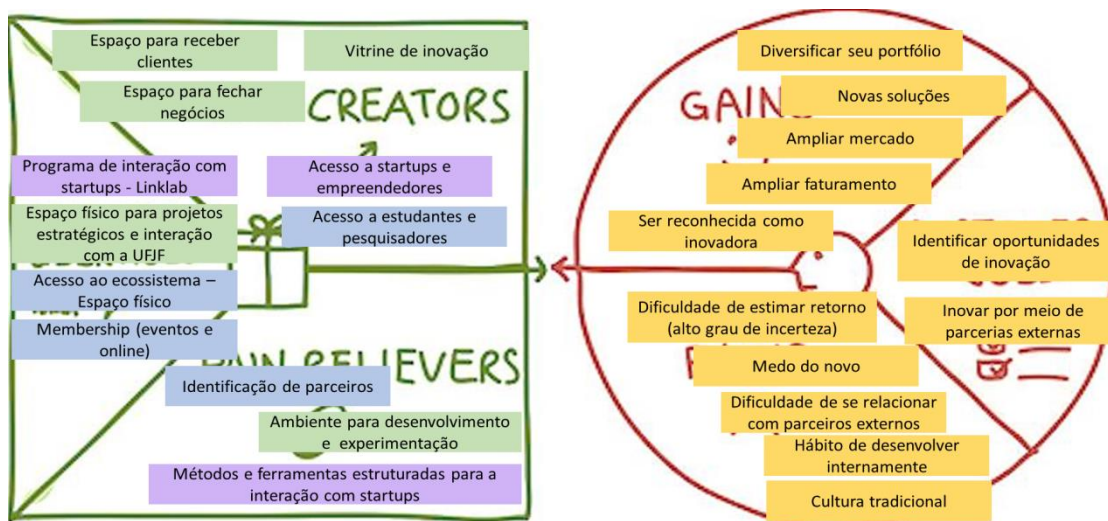 Espaço para receber
clientes
Vitrine de inovação
Espaço para fechar
negócios
CREATORS
Programa de interação com
startups - Linklab
Acesso a startups e
empreendedores
Espaço físico para projetos
estratégicos e interação
com a UFJF
Acesso a estudantes e
pesquisadores
Acesso ao ecossistema –
Espaço físico
Membership (eventos e
online)
RELIEVERS
Identificação de parceiros
Ambiente para desenvolvimento
e experimentação
Métodos e ferramentas estruturadas para a
interação com startups
Diversificar seu portfólio
GAINS
Novas soluções
Ampliar mercado
Ampliar faturamento
Ser reconhecida como
inovadora
Identificar oportunidades
de inovação
Dificuldade de estimar retorno
(alto grau de incerteza)
Inovar por meio de
parcerias externas
Medo do novo
Dificuldade de se relacionar
com parceiros externos
Hábito de desenvolver
internamente
Cultura tradicional